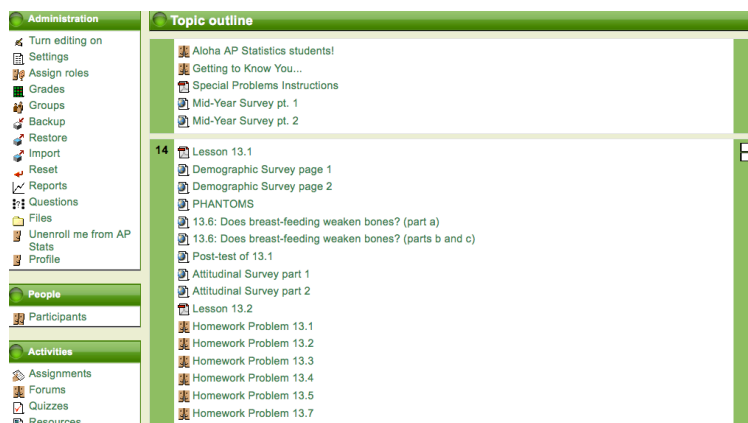 Administration
Turn editing on
Settings
Assign roles
Grades
Groups
Backup
Restore
Import
Reset
Reports
Questions
Files
Unenroll me from AP
Stats
Profile
People
Participants
Activities
Assignments
Forums
Quizzes
Resources
Topic outline
Aloha AP Statistics students!
Getting to Know You...
Special Problems Instructions
Mid-Year Survey pt. 1
Mid-Year Survey pt. 2
14
Lesson 13.1
Demographic Survey page 1
Demographic Survey page 2
PHANTOMS
13.6: Does breast-feeding weaken bones? (part a)
13.6: Does breast-feeding weaken bones? (parts b and c)
Post-test of 13.1
Attitudinal Survey part 1
Attitudinal Survey part 2
Lesson 13.2
Homework Problem 13.1
Homework Problem 13.2
Homework Problem 13.3
Homework Problem 13.4
Homework Problem 13.5
Homework Problem 13.7